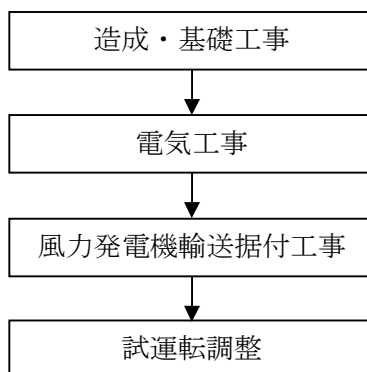 造成・基礎工事
電気工事
風力発電機輸送据付工事
試運転調整